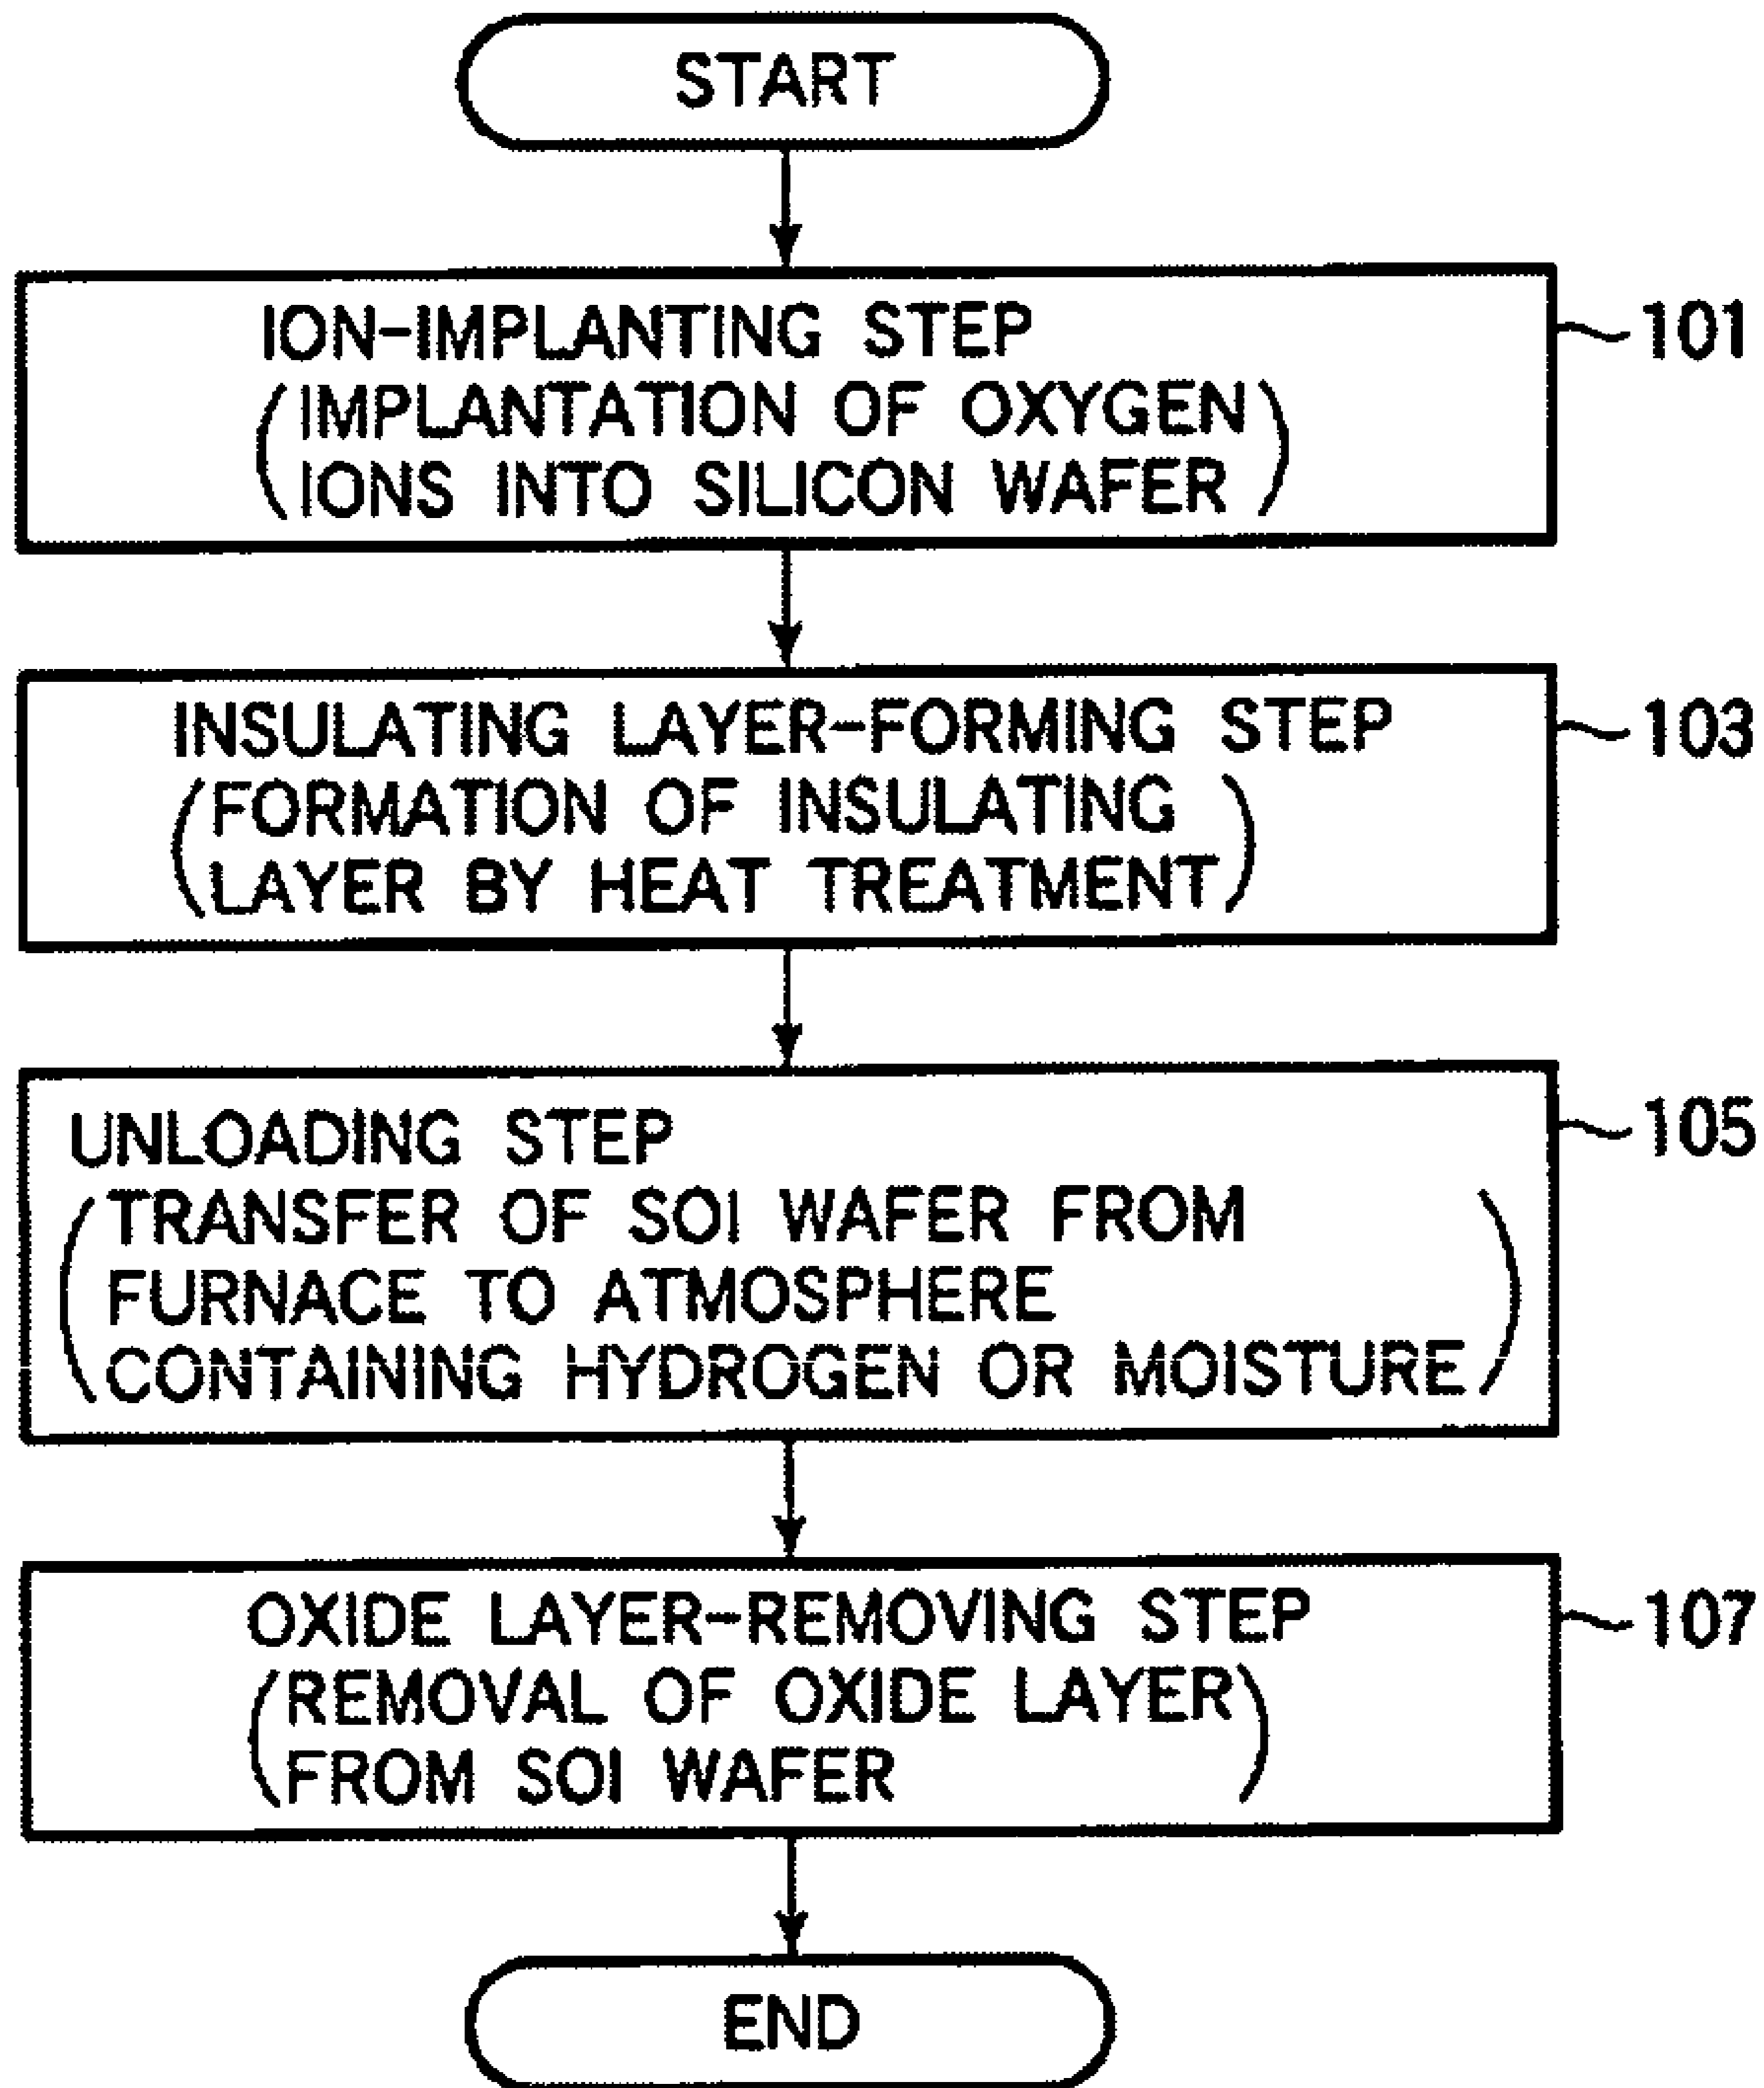 START
ION-IMPLANTING STEP
(IMPLANTATION OF OXYGEN
IONS INTO SILICON WAFER)
101
INSULATING LAYER-FORMING STEP
(FORMATION OF INSULATING
LAYER BY HEAT TREATMENT)
103
UNLOADING STEP
(TRANSFER OF SOI WAFER FROM
FURNACE TO ATMOSPHERE
CONTAINING HYDROGEN OR MOISTURE)
105
OXIDE LAYER-REMOVING STEP
(REMOVAL OF OXIDE LAYER
FROM SOI WAFER)
107
END